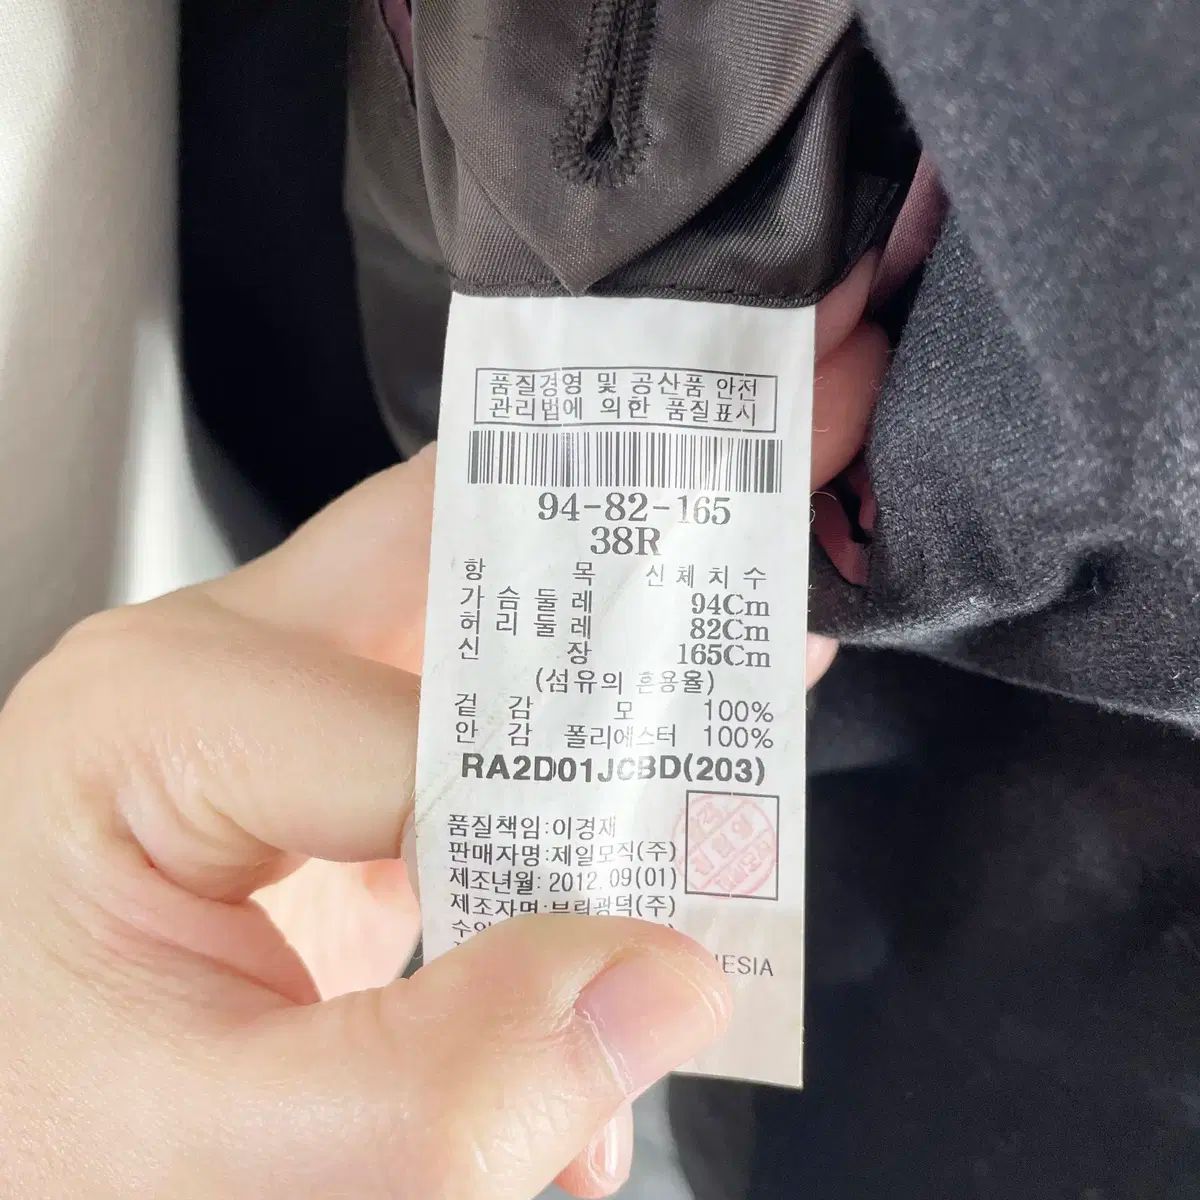 품질경영 및 공산품 안전
관리법에 의한 품질표시
94-82-165
38R
항 목 신체치수
가슴둘레 94Cm
허리둘레 82Cm
신 장 165Cm
(섬유의 혼용율)
겉 감 모 100%
안 감 폴리에스터 100%
RA2D01JCBD(203)
품질책임:이경재
판매자명:제일모직(주)
제조년월: 2012. 09(01)
제조자명:부림광덕(주)